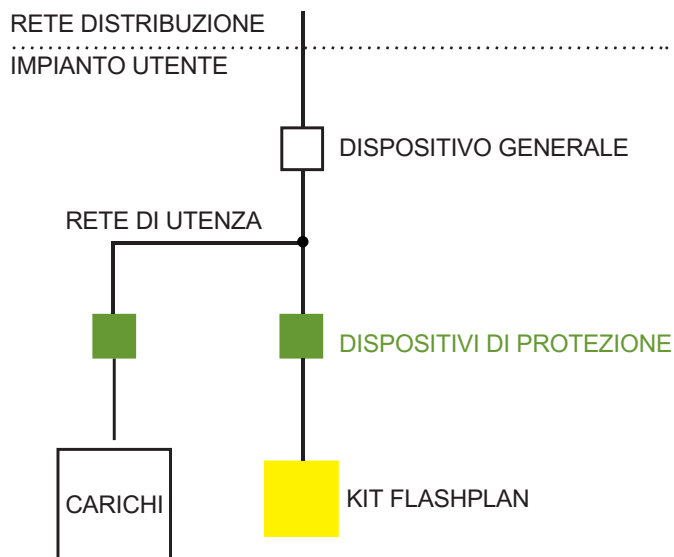 RETE DISTRIBUZIONE
IMPIANTO UTENTE
DISPOSITIVO GENERALE
RETE DI UTENZA
DISPOSITIVI DI PROTEZIONE
CARICHI
KIT FLASHPLAN